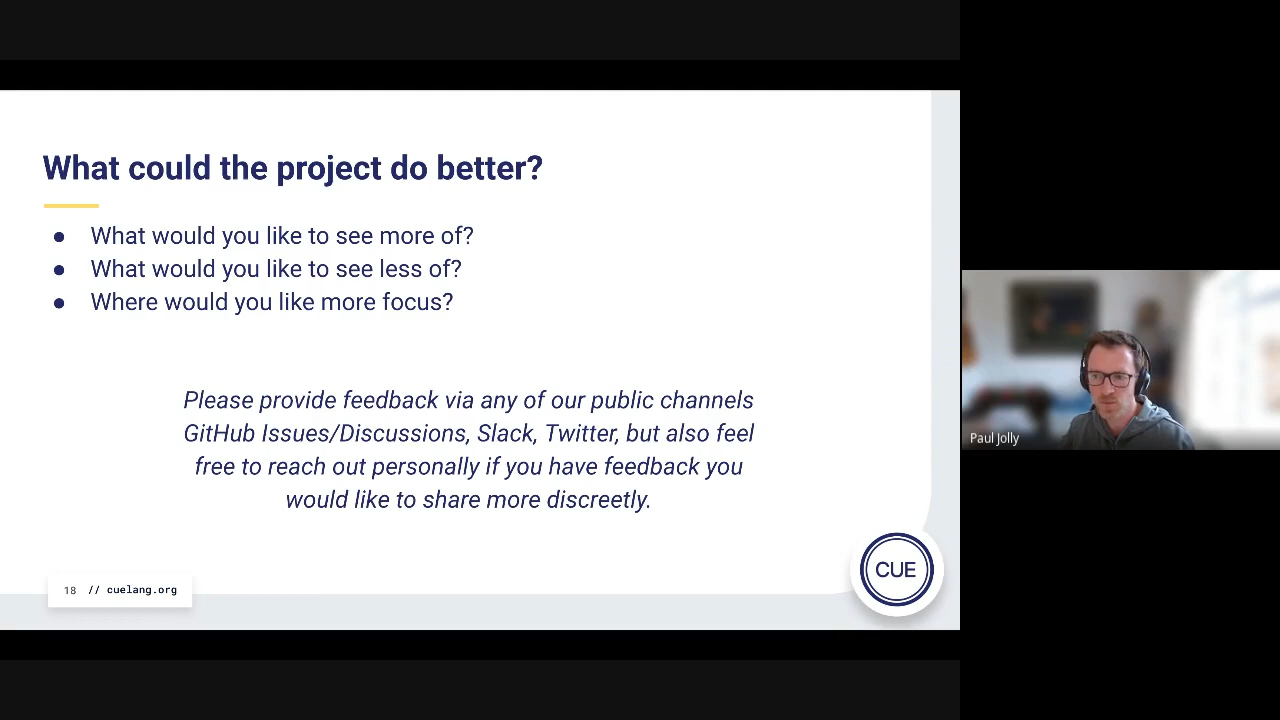 What could the project do better?
● What would you like to see more of?
● What would you like to see less of?
● Where would you like more focus?
Please provide feedback via any of our public channels
GitHub Issues/Discussions, Slack, Twitter, but also feel
free to reach out personally if you have feedback you
would like to share more discreetly.
18 // cuelang.org
CUE
Paul Jolly